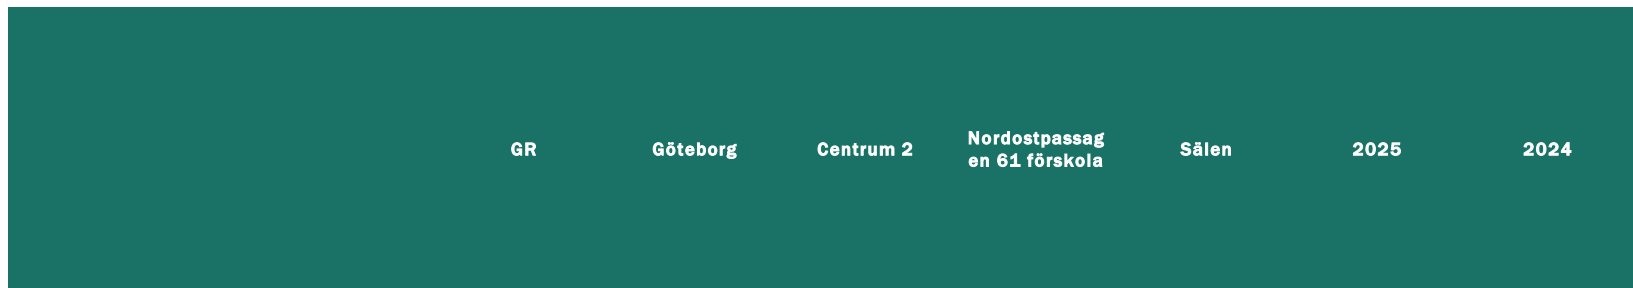 GR Göteborg Centrum 2 Nordostpassag
en 61 förskola Sälen 2025 2024